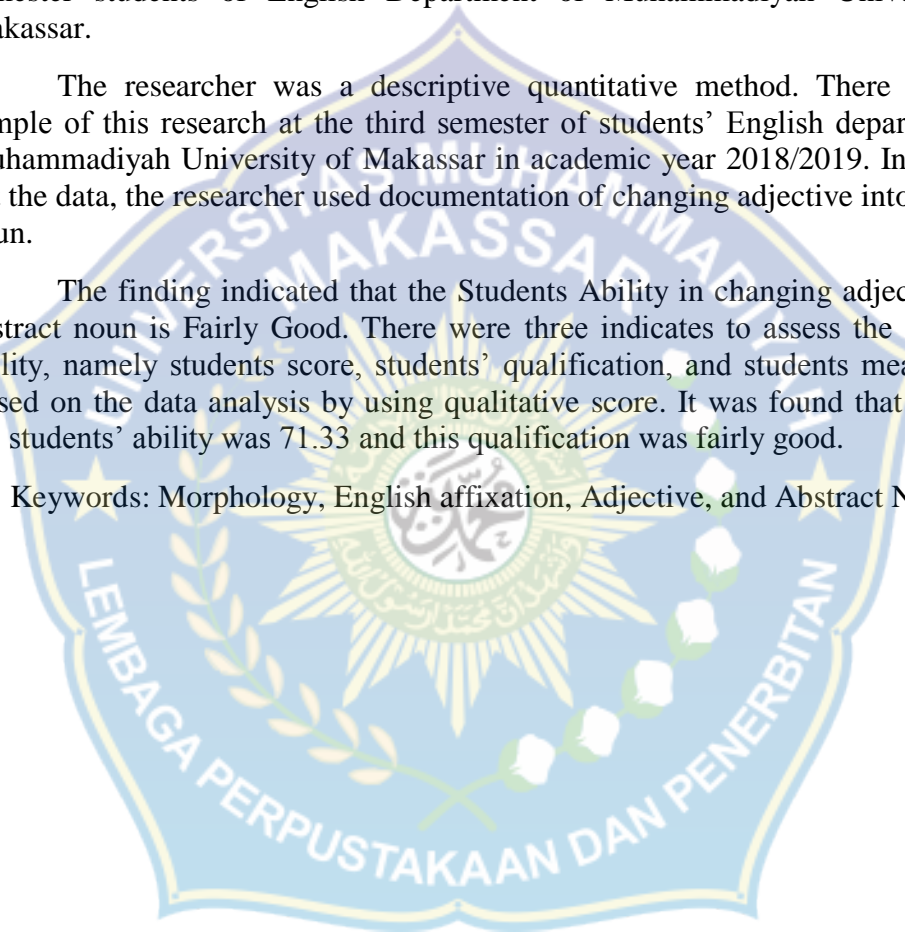 mester students of English Department of Muhammadiyah Univ
akassar.
The researcher was a descriptive quantitative method. There
mple of this research at the third semester of students’ English depar
uhammadiyah University of Makassar in academic year 2018/2019. In
the data, the researcher used documentation of changing adjective into
un.
The finding indicated that the Students Ability in changing adjec
stract noun is Fairly Good. There were three indicates to assess the
lity, namely students score, students’ qualification, and students mea
sed on the data analysis by using qualitative score. It was found that
students’ ability was 71.33 and this qualification was fairly good.
Keywords: Morphology, English affixation, Adjective, and Abstract N
UNIVERSITAS MUHAMMADIYAH
MAKASSAR
LEMBAGA PERPUSTAKAAN DAN PENERBITAN